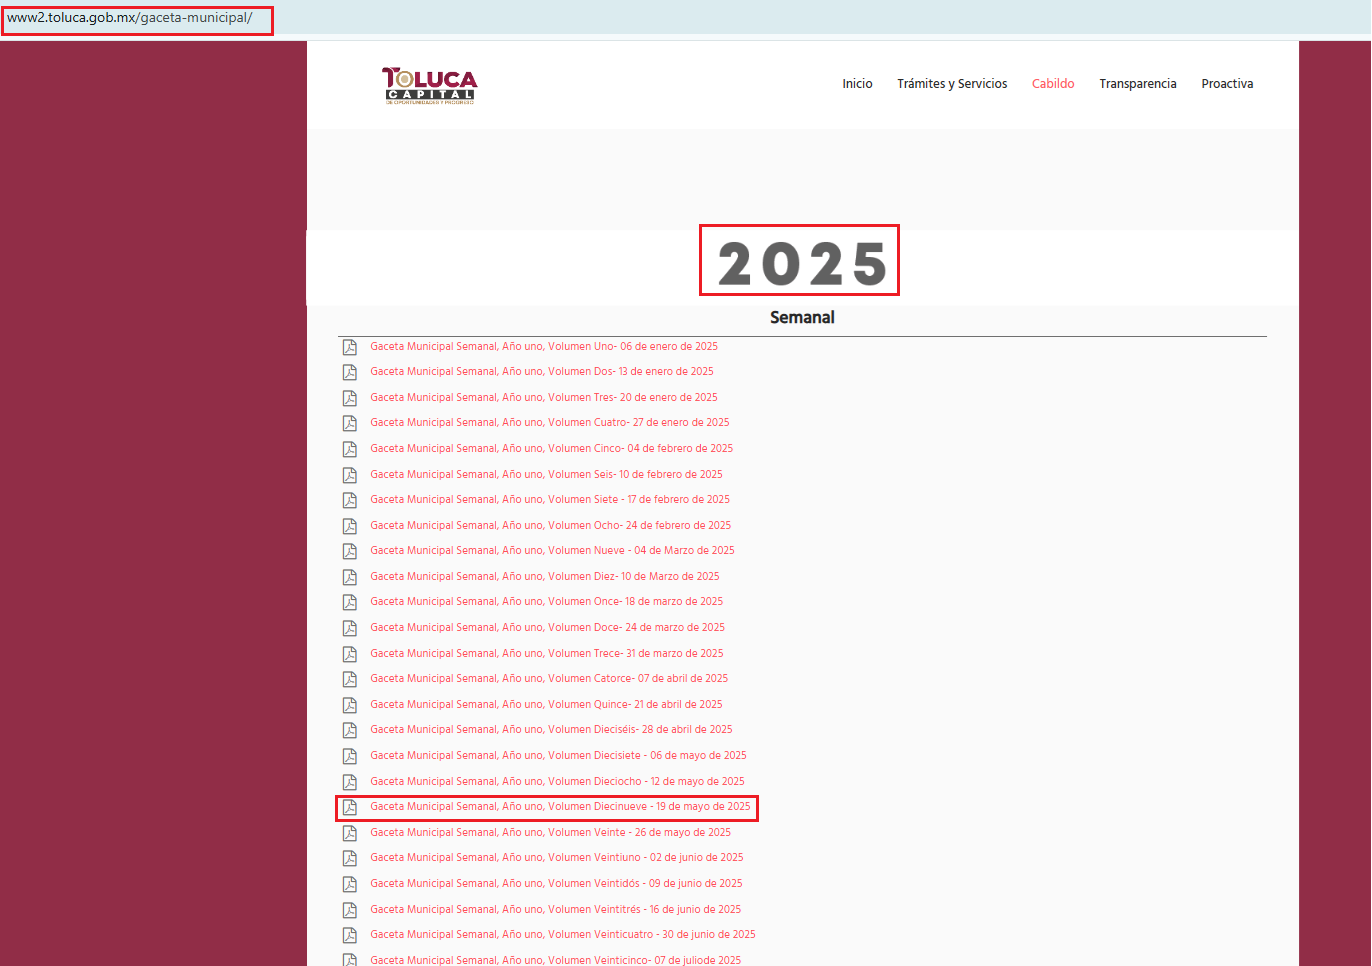 www2.toluca.gob.mx/gaceta-municipal/
TOLUCA
CAPITAL
DE OPORTUNIDADES Y PROGRESO
Inicio Trámites y Servicios Cabildo Transparencia Proactiva
2025
Semanal
Gaceta Municipal Semanal, Año uno, Volumen Uno- 06 de enero de 2025
Gaceta Municipal Semanal, Año uno, Volumen Dos- 13 de enero de 2025
Gaceta Municipal Semanal, Año uno, Volumen Tres- 20 de enero de 2025
Gaceta Municipal Semanal, Año uno, Volumen Cuatro- 27 de enero de 2025
Gaceta Municipal Semanal, Año uno, Volumen Cinco- 04 de febrero de 2025
Gaceta Municipal Semanal, Año uno, Volumen Seis- 10 de febrero de 2025
Gaceta Municipal Semanal, Año uno, Volumen Siete - 17 de febrero de 2025
Gaceta Municipal Semanal, Año uno, Volumen Ocho- 24 de febrero de 2025
Gaceta Municipal Semanal, Año uno, Volumen Nueve - 04 de Marzo de 2025
Gaceta Municipal Semanal, Año uno, Volumen Diez- 10 de Marzo de 2025
Gaceta Municipal Semanal, Año uno, Volumen Once- 18 de marzo de 2025
Gaceta Municipal Semanal, Año uno, Volumen Doce- 24 de marzo de 2025
Gaceta Municipal Semanal, Año uno, Volumen Trece- 31 de marzo de 2025
Gaceta Municipal Semanal, Año uno, Volumen Catorce- 07 de abril de 2025
Gaceta Municipal Semanal, Año uno, Volumen Quince- 21 de abril de 2025
Gaceta Municipal Semanal, Año uno, Volumen Dieciséis- 28 de abril de 2025
Gaceta Municipal Semanal, Año uno, Volumen Diecisiete - 06 de mayo de 2025
Gaceta Municipal Semanal, Año uno, Volumen Dieciocho - 12 de mayo de 2025
Gaceta Municipal Semanal, Año uno, Volumen Diecinueve - 19 de mayo de 2025
Gaceta Municipal Semanal, Año uno, Volumen Veinte - 26 de mayo de 2025
Gaceta Municipal Semanal, Año uno, Volumen Veintiuno - 02 de junio de 2025
Gaceta Municipal Semanal, Año uno, Volumen Veintidós - 09 de junio de 2025
Gaceta Municipal Semanal, Año uno, Volumen Veintitrés - 16 de junio de 2025
Gaceta Municipal Semanal, Año uno, Volumen Veinticuatro - 30 de junio de 2025
Gaceta Municipal Semanal, Año uno, Volumen Veinticinco- 07 de juliode 2025